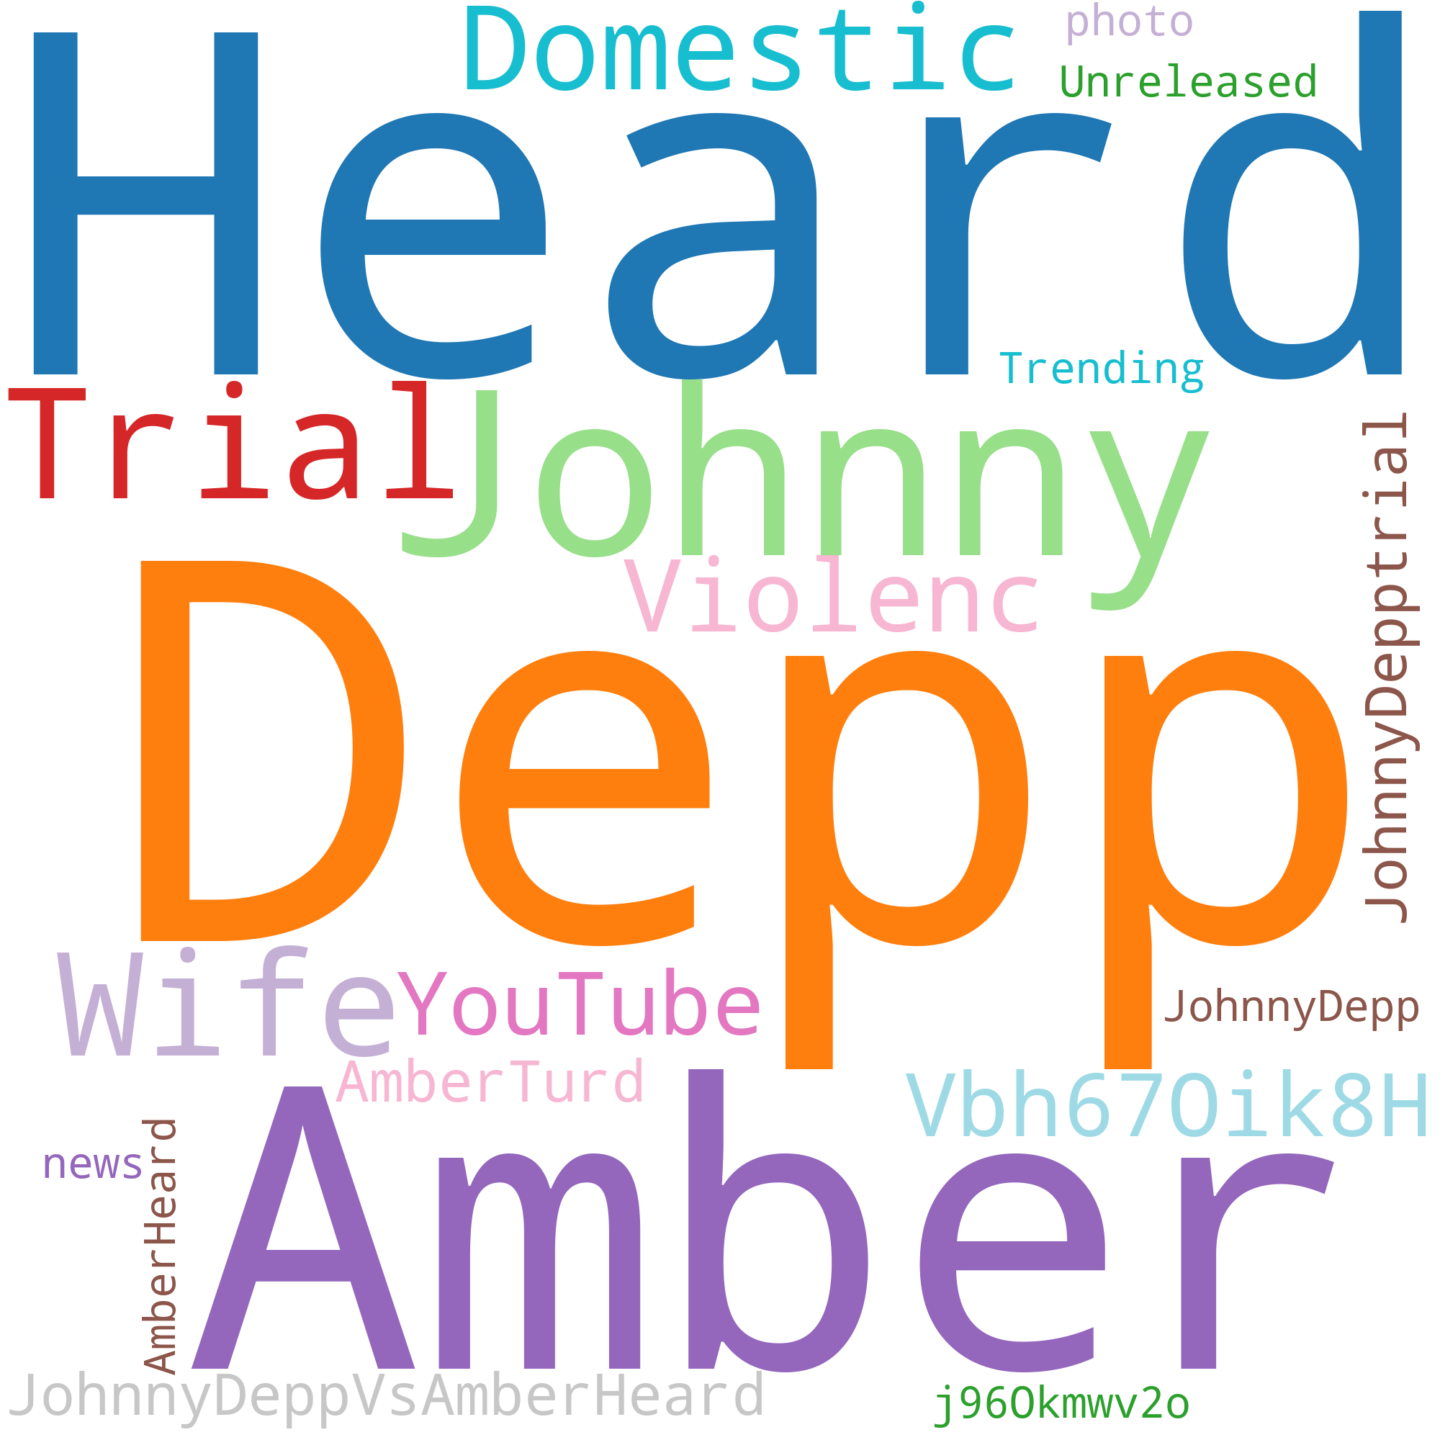 Domestic
photo
Unreleased
Heard
Trending
Trial
Johnny
JohnnyDepptrial
Violenc
Depp
Wife
YouTube
JohnnyDepp
AmberTurd
Vbh67Oik8H
news
AmberHeard
Amber
JohnnyDeppVsAmberHeard
j96Okmwv2o